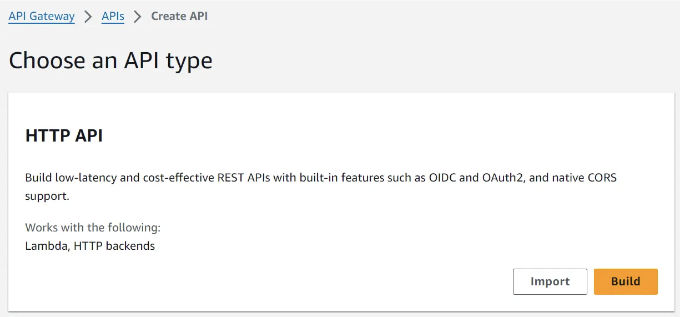 API Gateway > APIs > Create API
Choose an API type
HTTP API
Build low-latency and cost-effective REST APIs with built-in features such as OIDC and OAuth2, and native CORS
support.
Works with the following:
Lambda, HTTP backends
Import Build